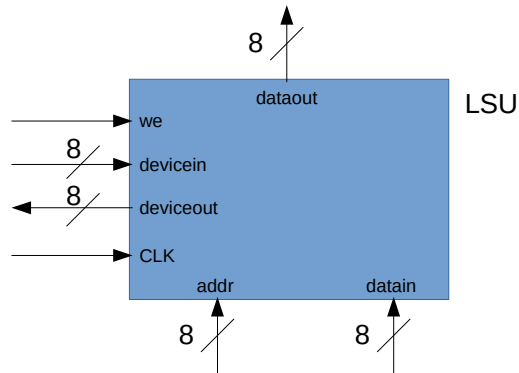 8
dataout
LSU
we
8
devicein
8
deviceout
CLK
addr
datain
8
8